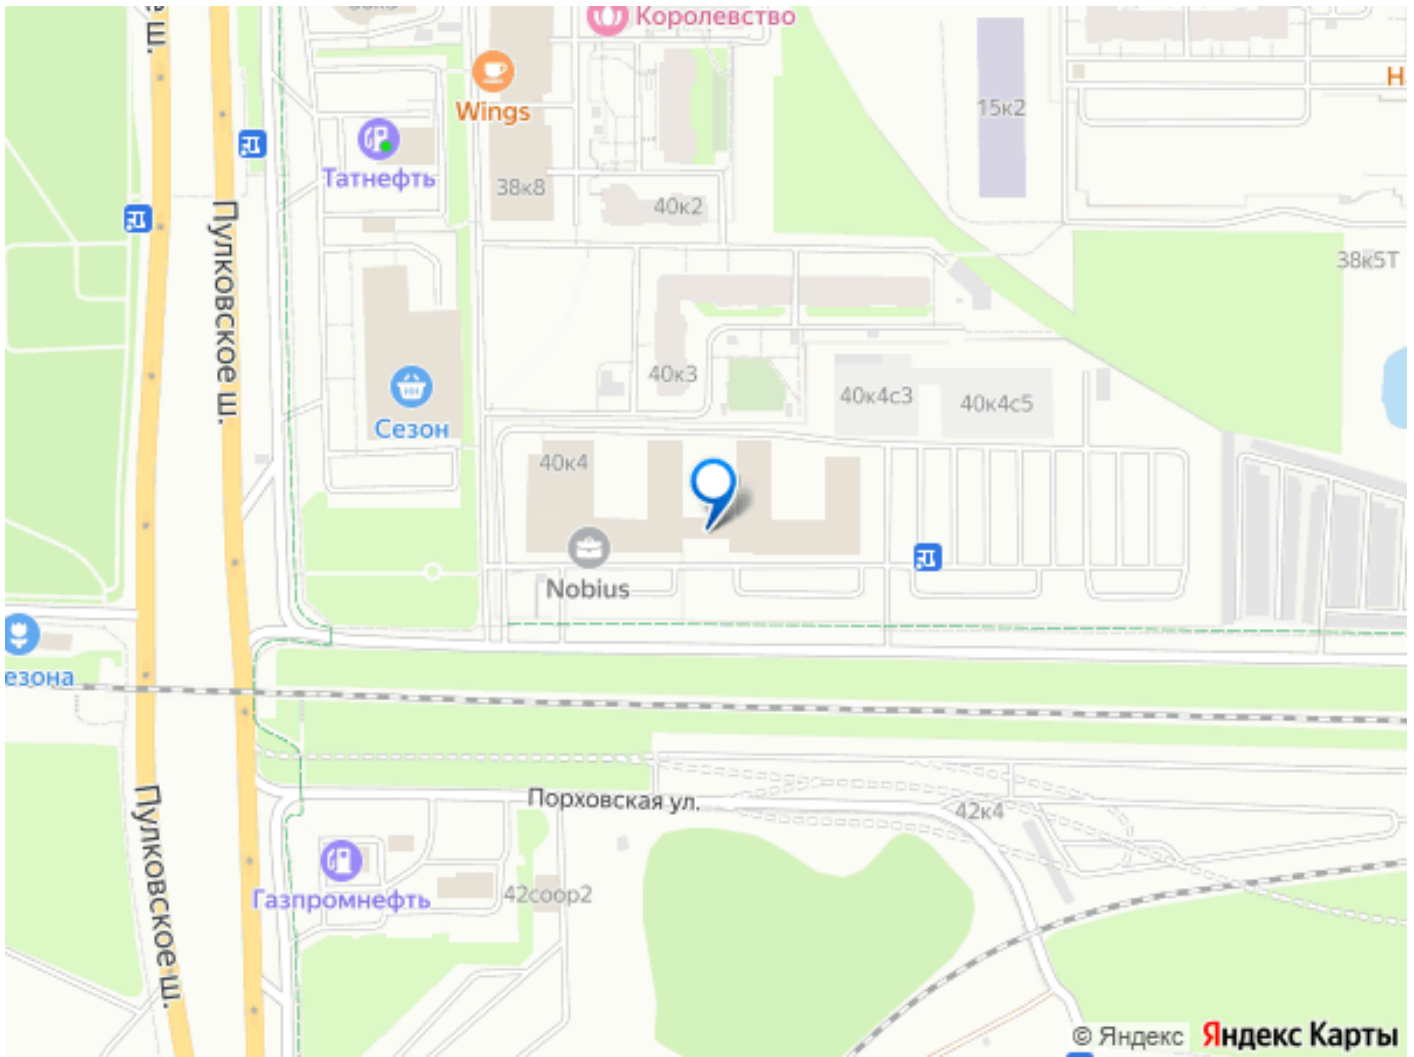 Королевство
Wings
15к2
Татнефть
38к8
40к2
Пулковское ш.
38к5Т
40к3
40к4с3
40к4с5
Сезон
40к4
Nobius
Порховская ул.
42к4
Пулковское ш.
Газпромнефть
42соор2
© Яндекс
Яндекс Карты